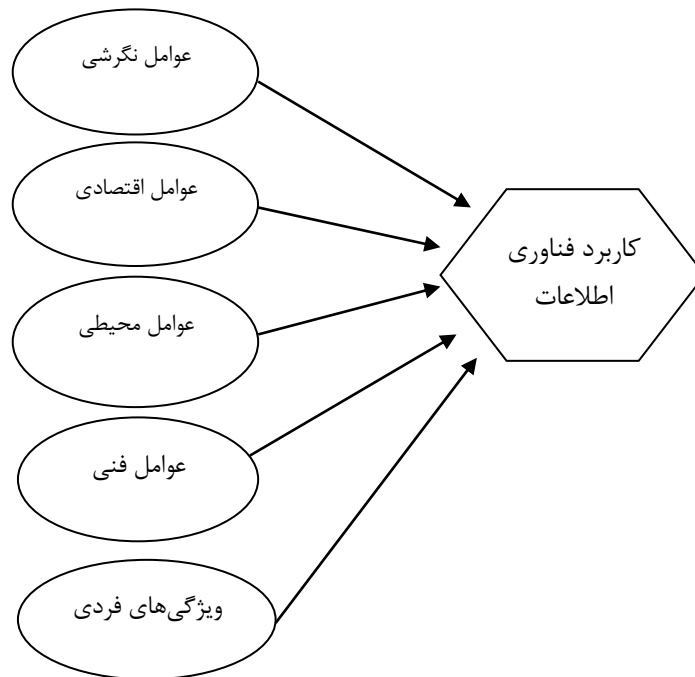 عوامل نگرشی
عوامل اقتصادی
عوامل محیطی
عوامل فنی
ویژگی‌های فردی
کاربرد فناوری
اطلاعات